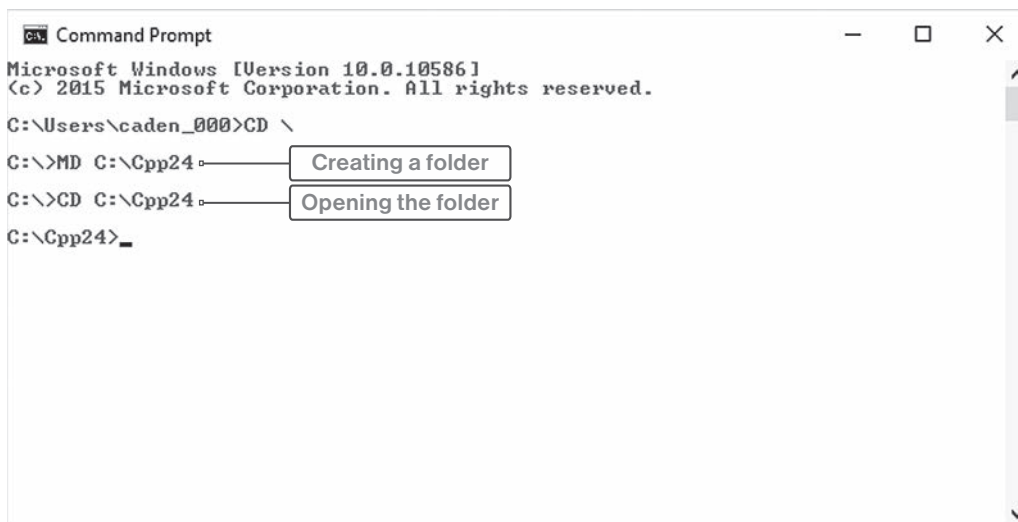 Command Prompt
Microsoft Windows [Version 10.0.10586]
(c) 2015 Microsoft Corporation. All rights reserved.
C:\Users\caden_000>CD \
C:\>MD C:\Cpp24 Creating a folder
C:\>CD C:\Cpp24 Opening the folder
C:\Cpp24>_